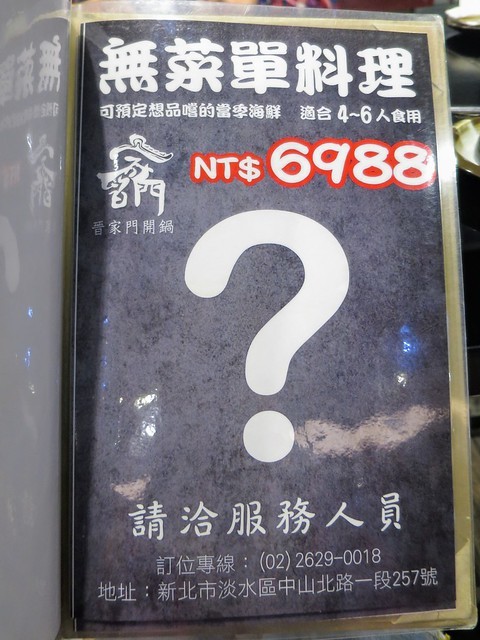 無菜單料理
可預定想品嚐的當季海鮮 適合4~6人食用
NT$6988
晉家門開鍋
?
請洽服務人員
訂位專線:(02)2629-0018
地址:新北市淡水區中山北路一段257號